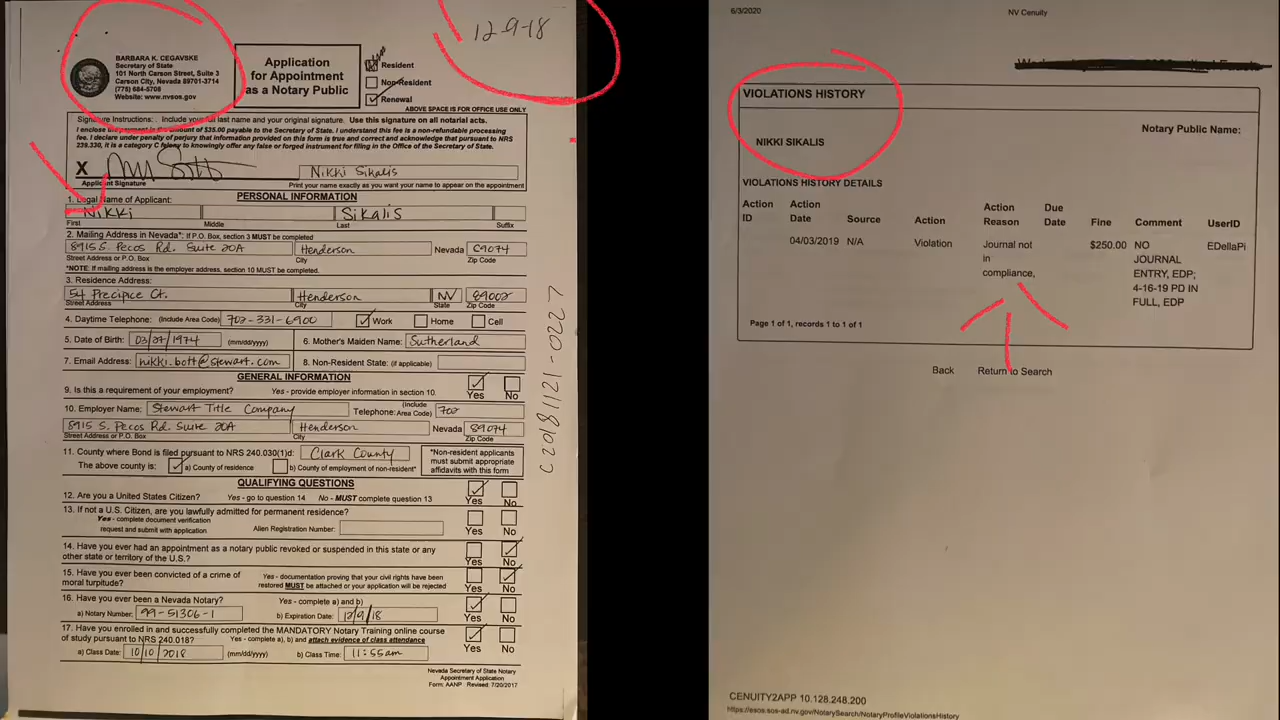 12-9-18
BARBARA K. CEGAVSKE
Secretary of State
101 North Carson Street, Suite 3
Carson City, Nevada 89701-3714
(775) 684-5708
Website: www.nvsos.gov
Application
for Appointment
as a Notary Public
Resident
Non-Resident
Renewal
ABOVE SPACE IS FOR OFFICE USE ONLY
Signature Instructions: Include your full last name and your original signature. Use this signature on all notarial acts.
I enclose the payment in the amount of $35.00 payable to the Secretary of State. I understand this fee is a non-refundable processing
fee. I declare under penalty of perjury that information provided on this form is true and correct and acknowledge that pursuant to NRS
239.330, it is a category C felony to knowingly offer any false or forged instrument for filing in the Office of the Secretary of State.
X
Nikki Sikalis
Applicant Signature
Print your name exactly as you want your name to appear on the appointment
PERSONAL INFORMATION
1. Legal Name of Applicant:
Nikki Sikalis
First Middle Last Suffix
2. Mailing Address in Nevada*: If P.O. Box, section 3 MUST be completed
8915 S. Pecos Rd. Suite 20A Henderson Nevada 89074
Street Address or P.O. Box City Zip Code
*NOTE: If mailing address is the employer address, section 10 MUST be completed.
3. Residence Address:
54 Precipice Ct. Henderson NV 89002
Street Address City State Zip Code
4. Daytime Telephone: (Include Area Code) 702-331-6900 Work Home Cell
5. Date of Birth: 03/27/1974 (mm/dd/yyyy) 6. Mother's Maiden Name: Sutherland
7. Email Address: nikki.bott@stewart.com 8. Non-Resident State: (if applicable)
GENERAL INFORMATION
9. Is this a requirement of your employment? Yes - provide employer information in section 10. Yes No
10. Employer Name: Stewart Title Company Telephone: (Include Area Code) 702
8915 S. Pecos Rd. Suite 20A Henderson Nevada 89074
Street Address or P.O. Box City Zip Code
11. County where Bond is filed pursuant to NRS 240.030(1)d: Clark County
The above county is: a) County of residence b) County of employment of non-resident*
*Non-resident applicants
must submit appropriate
affidavits with this form
QUALIFYING QUESTIONS
12. Are you a United States Citizen? Yes - go to question 14 No - MUST complete question 13 Yes No
13. If not a U.S. Citizen, are you lawfully admitted for permanent residence?
Yes - complete document verification
request and submit with application Alien Registration Number: Yes No
14. Have you ever had an appointment as a notary public revoked or suspended in this state or any
other state or territory of the U.S.? Yes No
15. Have you ever been convicted of a crime of
moral turpitude? Yes - documentation proving that your civil rights have been
restored MUST be attached or your application will be rejected Yes No
16. Have you ever been a Nevada Notary? Yes - complete a) and b)
a) Notary Number: 99-51306-1 b) Expiration Date: 12/9/18 Yes No
17. Have you enrolled in and successfully completed the MANDATORY Notary Training online course
of study pursuant to NRS 240.018? Yes - complete a), b) and attach evidence of class attendance
a) Class Date: 10/10/2018 (mm/dd/yyyy) b) Class Time: 11:55am Yes No
Nevada Secretary of State Notary
Appointment Application
Form: AANP Revised: 7/20/2017
C20181121-0227
6/3/2020 NV Cenuity
VIOLATIONS HISTORY
Notary Public Name:
NIKKI SIKALIS
VIOLATIONS HISTORY DETAILS
Action ID Action Date Source Action Action Reason Due Date Fine Comment UserID
04/03/2019 N/A Violation Journal not in compliance, $250.00 NO JOURNAL ENTRY, EDP; 4-16-19 PD IN FULL, EDP EDellaPi
Page 1 of 1, records 1 to 1 of 1
Back Return to Search
CENUITY2APP 10.128.248.200
https://esos.sos-ad.nv.gov/NotarySearch/NotaryProfileViolationsHistory